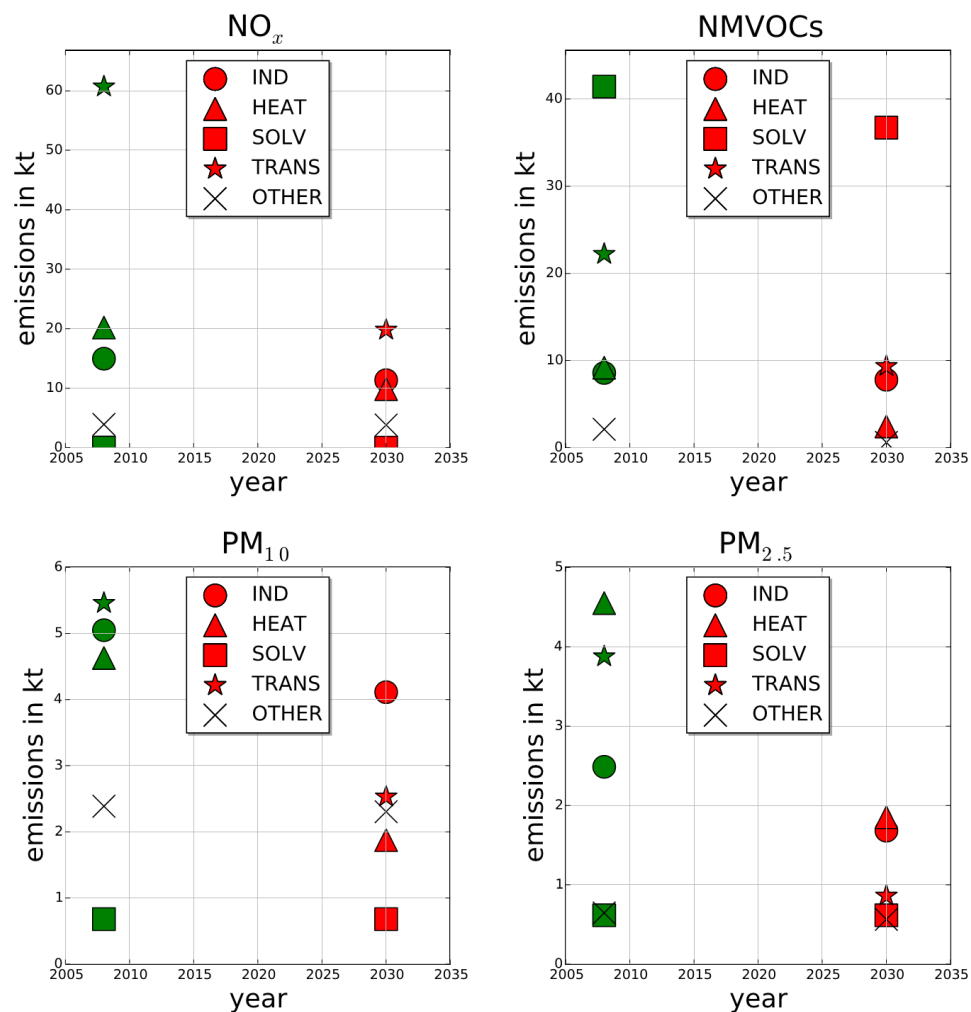 NOx
emissions in kt
60
50
40
30
20
10
0
IND
HEAT
SOLV
TRANS
OTHER
2005 2010 2015 2020 2025 2030 2035
year
NMVOCs
emissions in kt
40
30
20
10
0
IND
HEAT
SOLV
TRANS
OTHER
2005 2010 2015 2020 2025 2030 2035
year
PM10
emissions in kt
6
5
4
3
2
1
0
IND
HEAT
SOLV
TRANS
OTHER
2005 2010 2015 2020 2025 2030 2035
year
PM2.5
emissions in kt
5
4
3
2
1
0
IND
HEAT
SOLV
TRANS
OTHER
2005 2010 2015 2020 2025 2030 2035
year